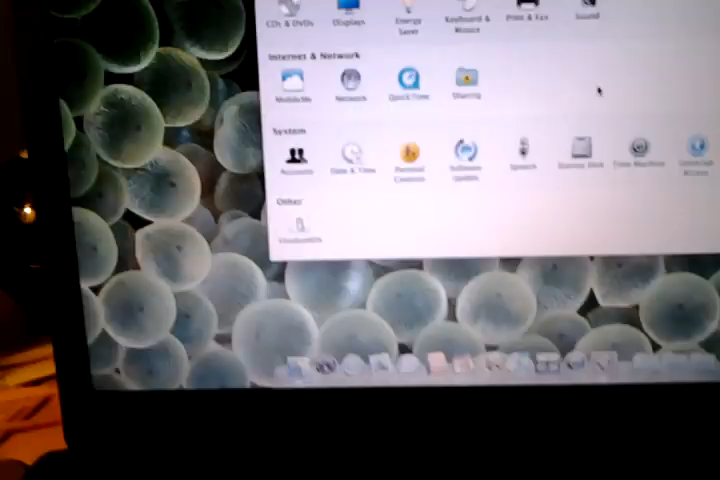 CDs & DVDs Displays Energy Saver Keyboard & Mouse Print & Fax Sound
Internet & Network
MobileMe Network QuickTime Sharing
System
Accounts Date & Time Parental Controls Software Update Speech Startup Disk Time Machine Universal Access
Other